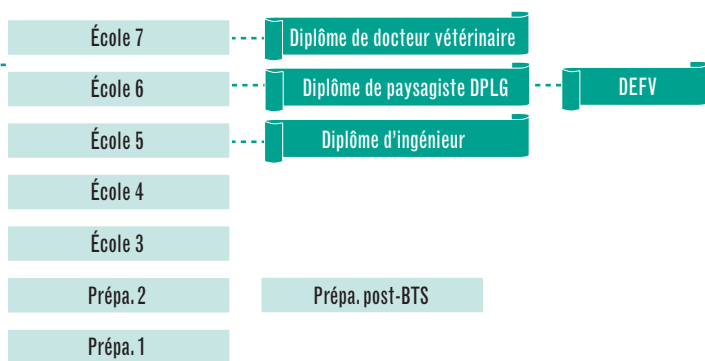 École 7
Diplôme de docteur vétérinaire
École 6
Diplôme de paysagiste DPLG
DEFV
École 5
Diplôme d'ingénieur
École 4
École 3
Prépa. 2
Prépa. post-BTS
Prépa. 1